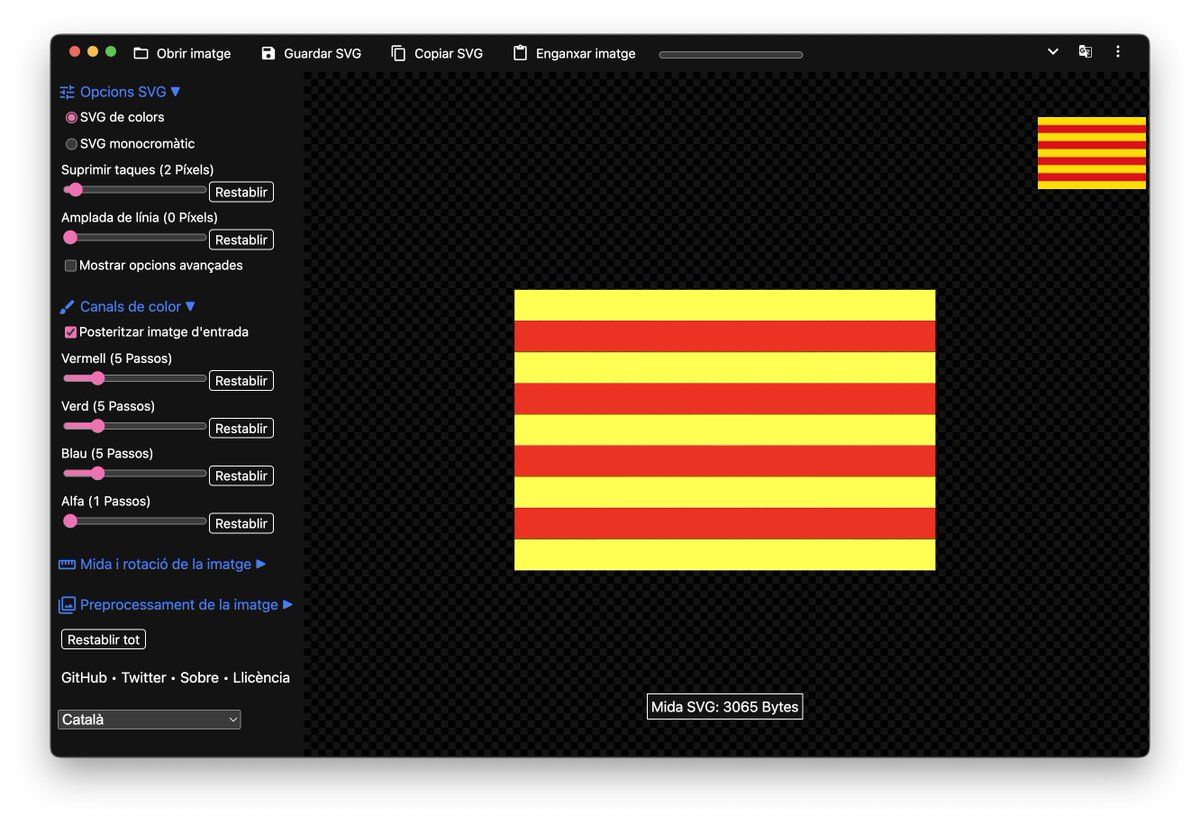 Obrir imatge Guardar SVG Copiar SVG Enganxar imatge
Opcions SVG
SVG de colors
SVG monocromàtic
Suprimir taques (2 Píxels)
Restablir
Amplada de línia (0 Píxels)
Restablir
Mostrar opcions avançades
Canals de color
Posteritzar imatge d'entrada
Vermell (5 Passos)
Restablir
Verd (5 Passos)
Restablir
Blau (5 Passos)
Restablir
Alfa (1 Passos)
Restablir
Mida i rotació de la imatge
Preprocessament de la imatge
Restablir tot
GitHub • Twitter • Sobre • Llicència
Català
Mida SVG: 3065 Bytes